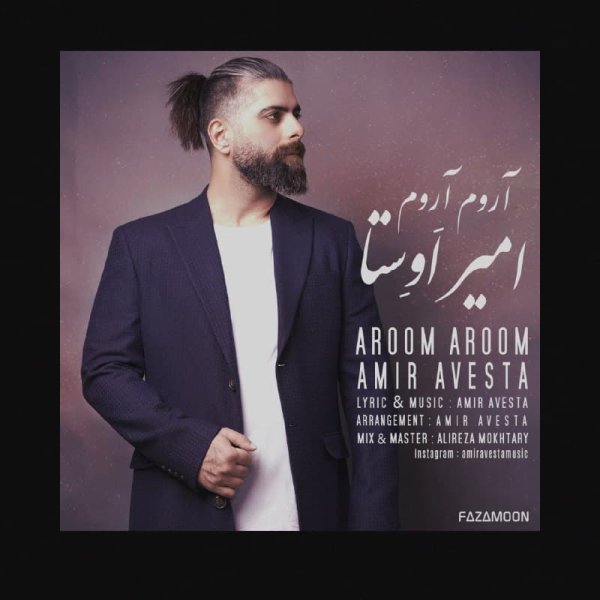 آروم آروم
امیر اَوِستا
AROOM AROOM
AMIR AVESTA
LYRIC & MUSIC : AMIR AVESTA
ARRANGEMENT : AMIR AVESTA
MIX & MASTER : ALIREZA MOKHTARY
Instagram : amiravestamusic
FAZAMOON